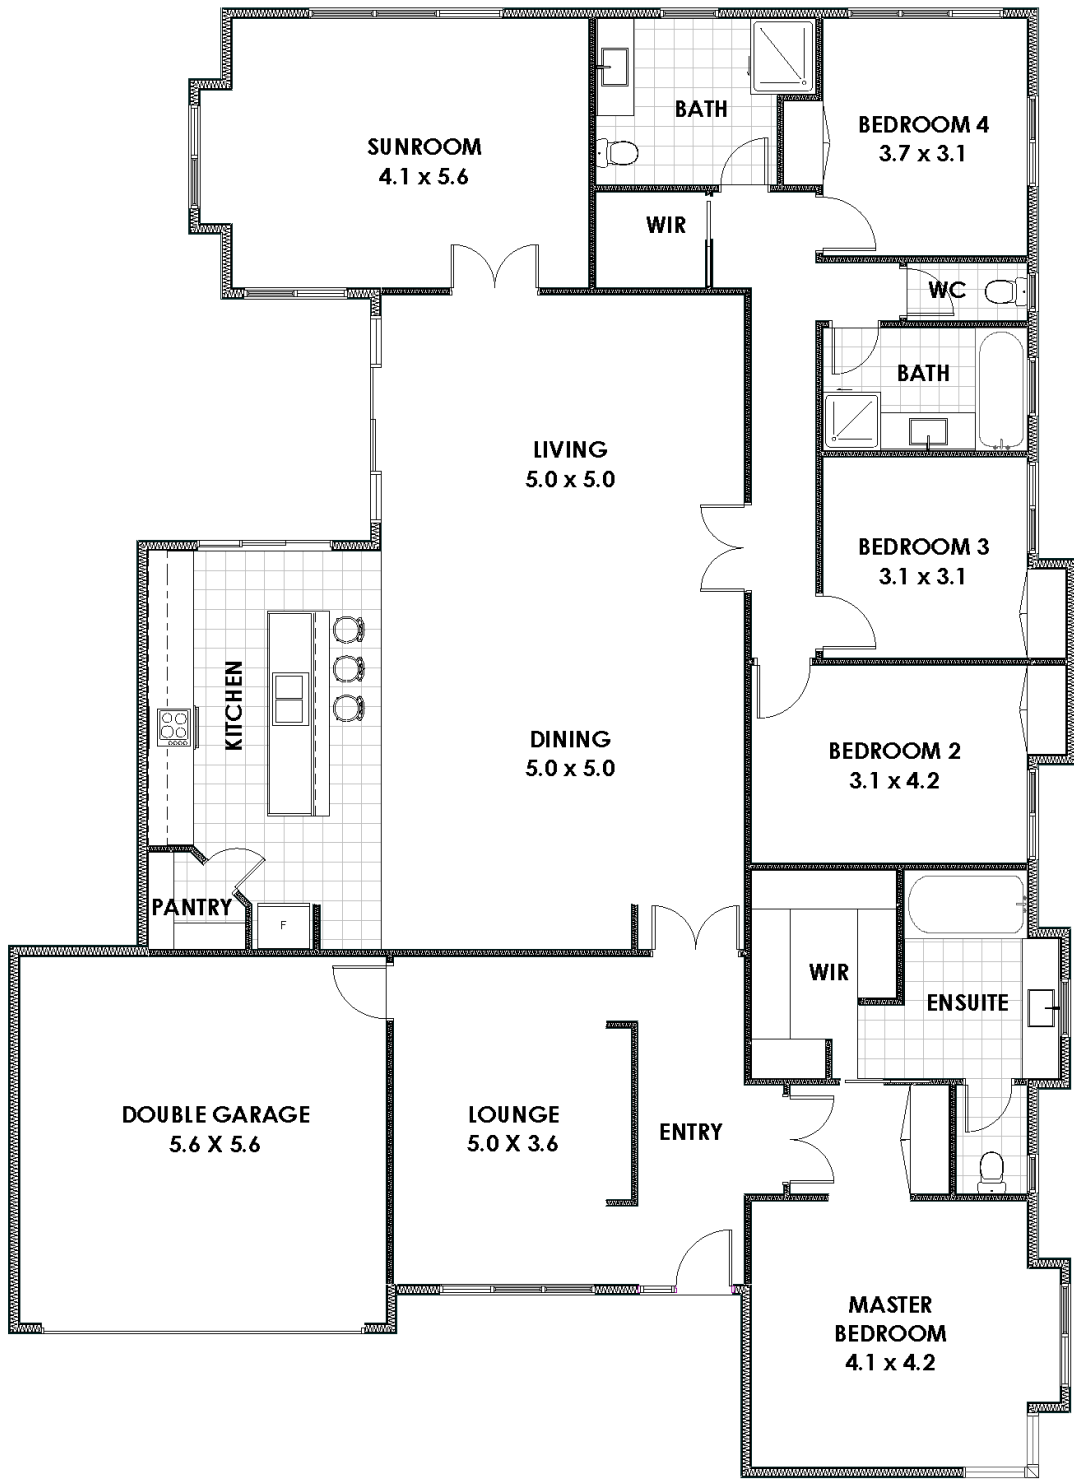 SUNROOM
4.1 x 5.6
BATH
BEDROOM 4
3.7 x 3.1
WIR
WC
BATH
LIVING
5.0 x 5.0
BEDROOM 3
3.1 x 3.1
KITCHEN
DINING
5.0 x 5.0
BEDROOM 2
3.1 x 4.2
PANTRY
F
WIR
ENSUITE
DOUBLE GARAGE
5.6 X 5.6
LOUNGE
5.0 X 3.6
ENTRY
MASTER
BEDROOM
4.1 x 4.2